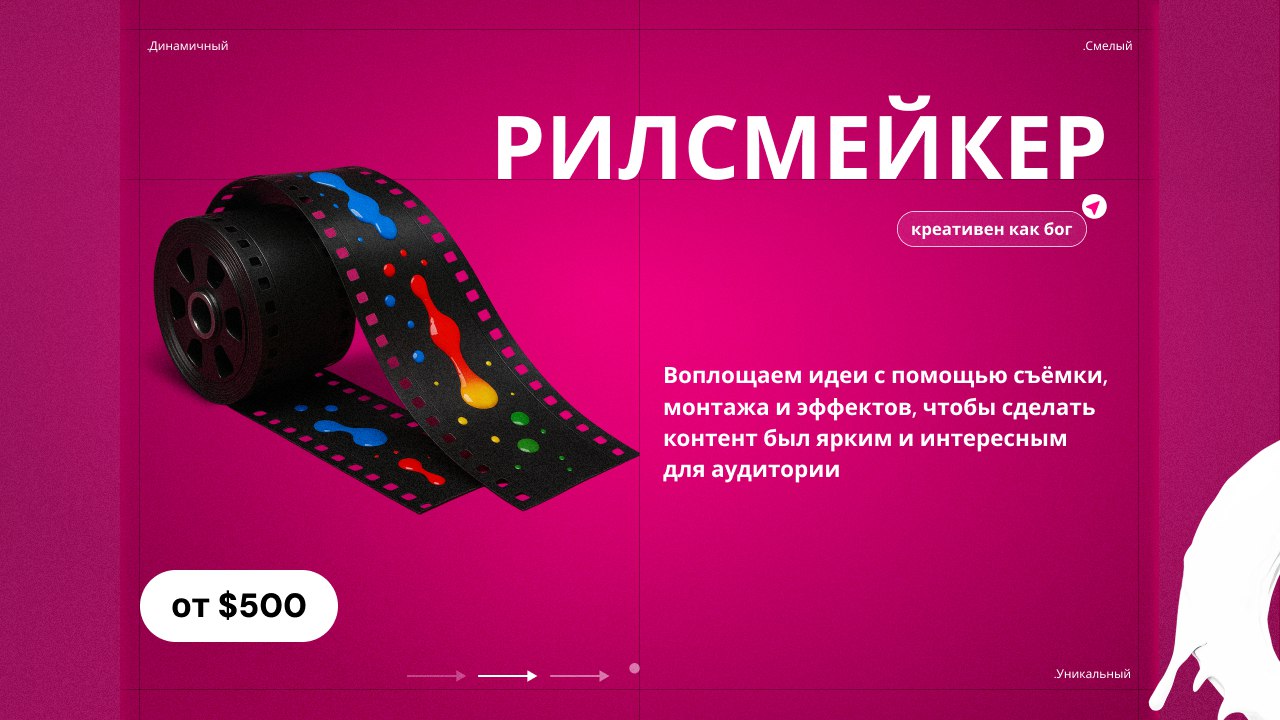 .Динамичный
.Смелый
РИЛСМЕЙКЕР
креативен как бог
Воплощаем идеи с помощью съёмки,
монтажа и эффектов, чтобы сделать
контент был ярким и интересным
для аудитории
от $500
.Уникальный